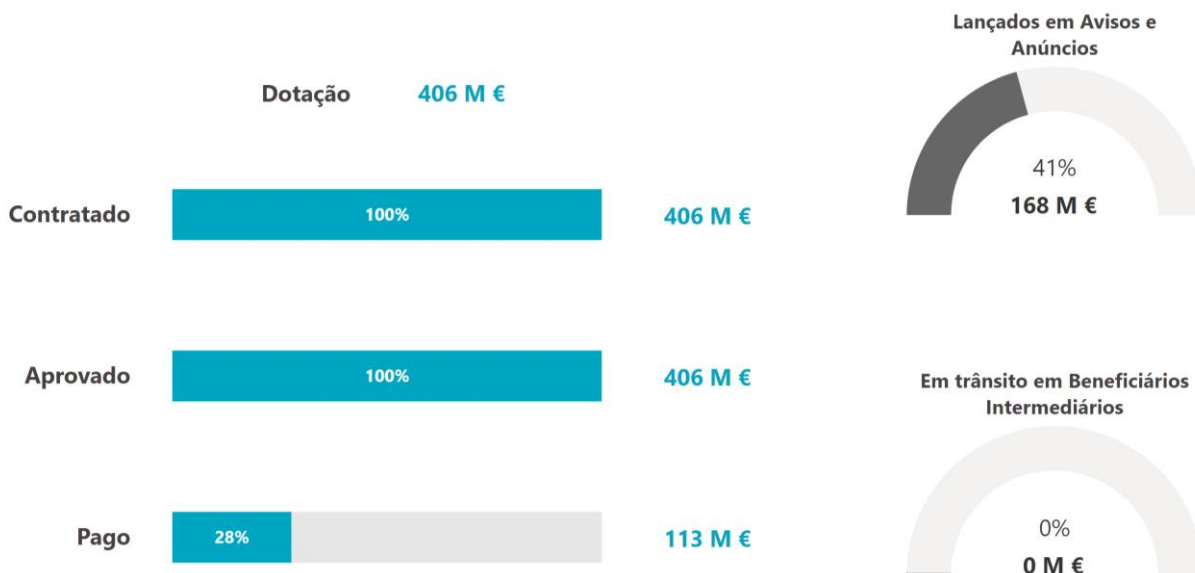 Dotação 406 M €
Contratado 100% 406 M €
Aprovado 100% 406 M €
Pago 28% 113 M €
Lançados em Avisos e
Anúncios
41%
168 M €
Em trânsito em Beneficiários
Intermediários
0%
0 M €